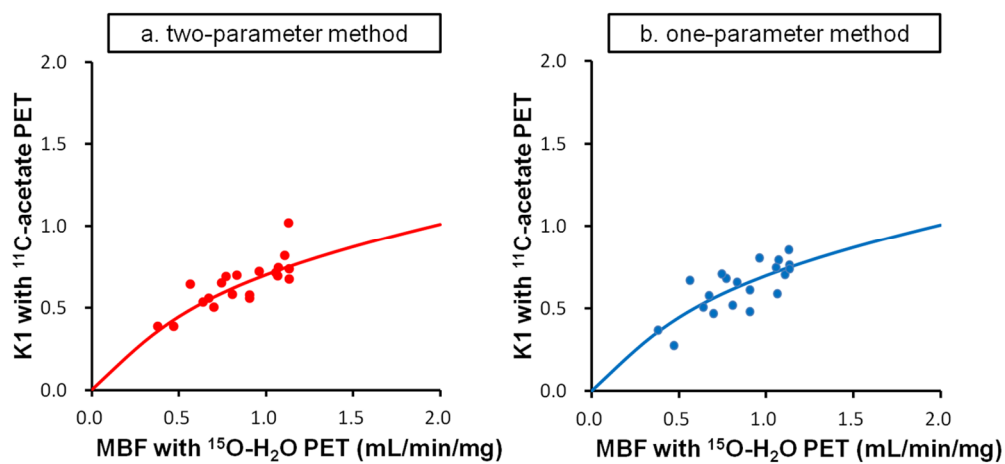 a. two-parameter method
b. one-parameter method
K1 with ¹¹C-acetate PET
2.0
1.5
1.0
0.5
0.0
0.0 0.5 1.0 1.5 2.0
MBF with ¹⁵O-H₂O PET (mL/min/mg)
K1 with ¹¹C-acetate PET
2.0
1.5
1.0
0.5
0.0
0.0 0.5 1.0 1.5 2.0
MBF with ¹⁵O-H₂O PET (mL/min/mg)